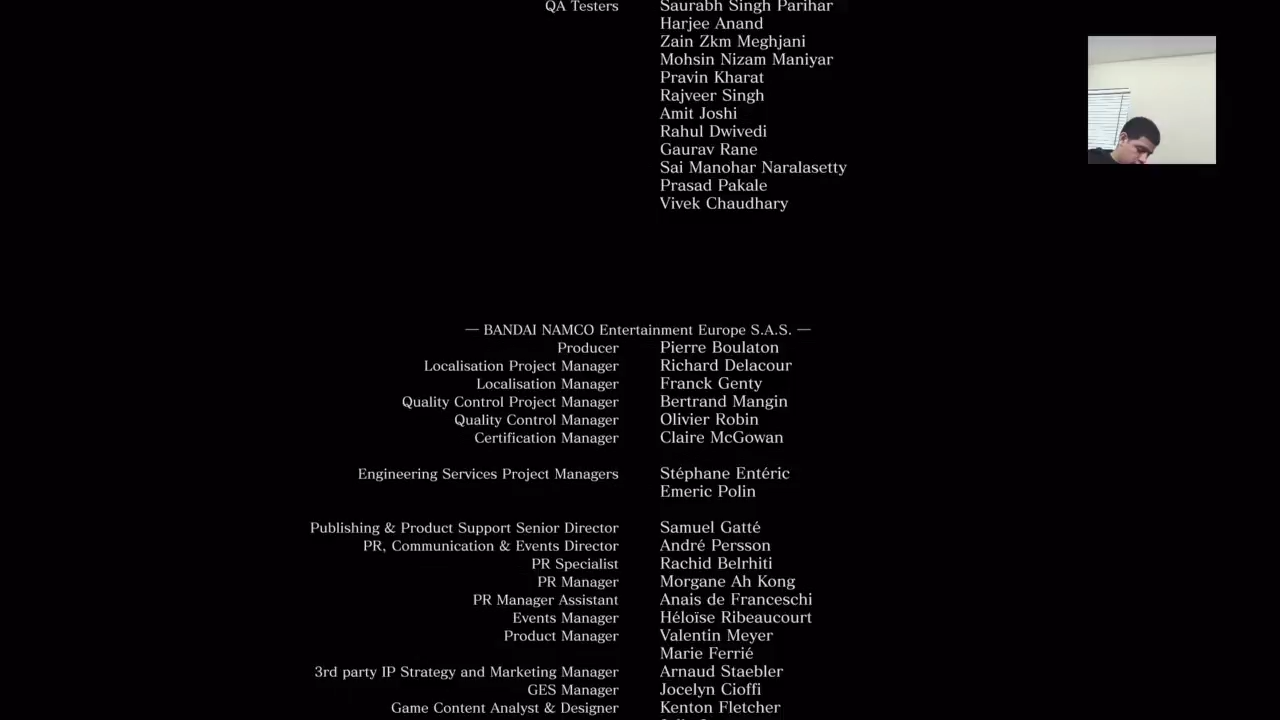 QA Testers Saurabh Singh Parihar
Harjee Anand
Zain Zkm Meghjani
Mohsin Nizam Maniyar
Pravin Kharat
Rajveer Singh
Amit Joshi
Rahul Dwivedi
Gaurav Rane
Sai Manohar Naralasetty
Prasad Pakale
Vivek Chaudhary
— BANDAI NAMCO Entertainment Europe S.A.S. —
Producer Pierre Boulaton
Localisation Project Manager Richard Delacour
Localisation Manager Franck Genty
Quality Control Project Manager Bertrand Mangin
Quality Control Manager Olivier Robin
Certification Manager Claire McGowan
Engineering Services Project Managers Stéphane Entéric
Emeric Polin
Publishing & Product Support Senior Director Samuel Gatté
PR, Communication & Events Director André Persson
PR Specialist Rachid Belrhiti
PR Manager Morgane Ah Kong
PR Manager Assistant Anais de Franceschi
Events Manager Héloïse Ribeaucourt
Product Manager Valentin Meyer
Marie Ferrié
3rd party IP Strategy and Marketing Manager Arnaud Staebler
GES Manager Jocelyn Cioffi
Game Content Analyst & Designer Kenton Fletcher